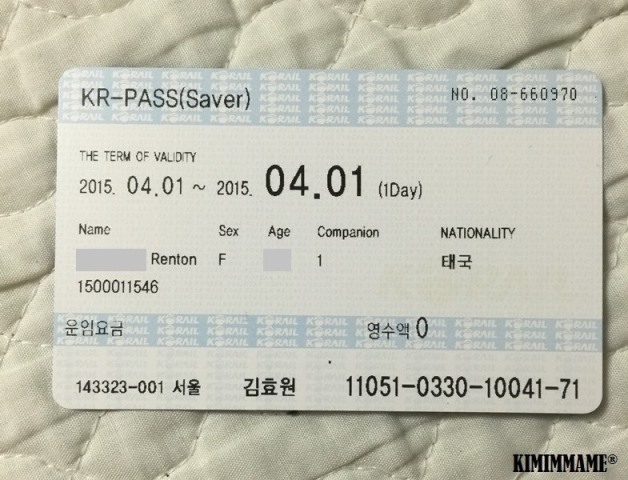 KR-PASS(Saver) NO. 08-660970
THE TERM OF VALIDITY
2015. 04.01 ~ 2015. 04.01 (1Day)
Name Sex Age Companion NATIONALITY
Renton F 1 태국
1500011546
운임요금 영수액 0
143323-001 서울 김효원 11051-0330-10041-71
KIMIMMAME®